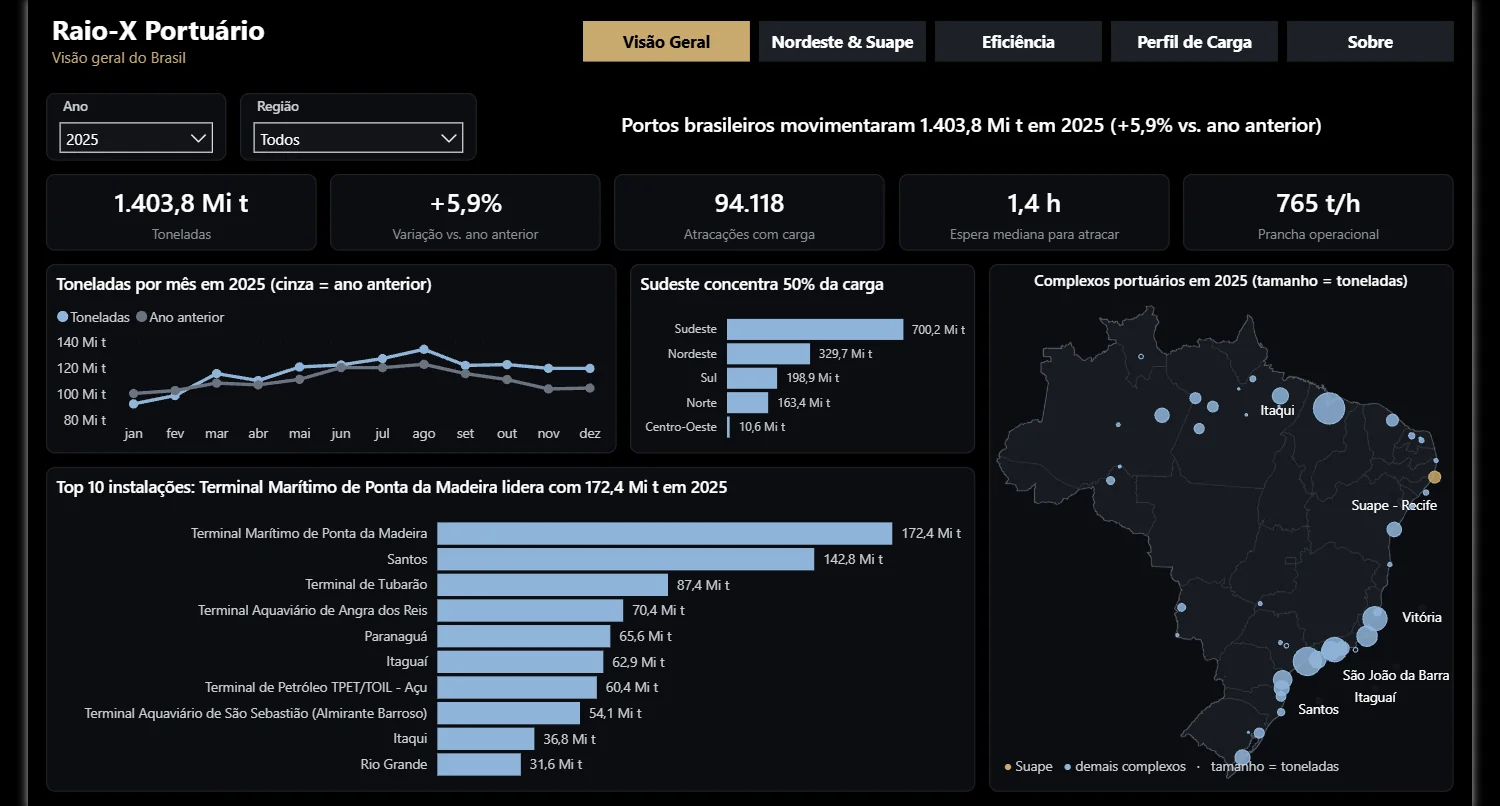 Raio-X Portuário
Visão geral do Brasil
Visão Geral
Nordeste & Suape
Eficiência
Perfil de Carga
Sobre
Ano
2025
Região
Todos
Portos brasileiros movimentaram 1.403,8 Mi t em 2025 (+5,9% vs. ano anterior)
1.403,8 Mi t
Toneladas
+5,9%
Variação vs. ano anterior
94.118
Atracações com carga
1,4 h
Espera mediana para atracar
765 t/h
Prancha operacional
Toneladas por mês em 2025 (cinza = ano anterior)
Toneladas
Ano anterior
140 Mi t
120 Mi t
100 Mi t
80 Mi t
jan fev mar abr mai jun jul ago set out nov dez
Sudeste concentra 50% da carga
Sudeste 700,2 Mi t
Nordeste 329,7 Mi t
Sul 198,9 Mi t
Norte 163,4 Mi t
Centro-Oeste 10,6 Mi t
Complexos portuários em 2025 (tamanho = toneladas)
Itaqui
Suape - Recife
Vitória
São João da Barra
Itaguaí
Santos
Suape
demais complexos · tamanho = toneladas
Top 10 instalações: Terminal Marítimo de Ponta da Madeira lidera com 172,4 Mi t em 2025
Terminal Marítimo de Ponta da Madeira 172,4 Mi t
Santos 142,8 Mi t
Terminal de Tubarão 87,4 Mi t
Terminal Aquaviário de Angra dos Reis 70,4 Mi t
Paranaguá 65,6 Mi t
Itaguaí 62,9 Mi t
Terminal de Petróleo TPET/TOIL - Açu 60,4 Mi t
Terminal Aquaviário de São Sebastião (Almirante Barroso) 54,1 Mi t
Itaqui 36,8 Mi t
Rio Grande 31,6 Mi t